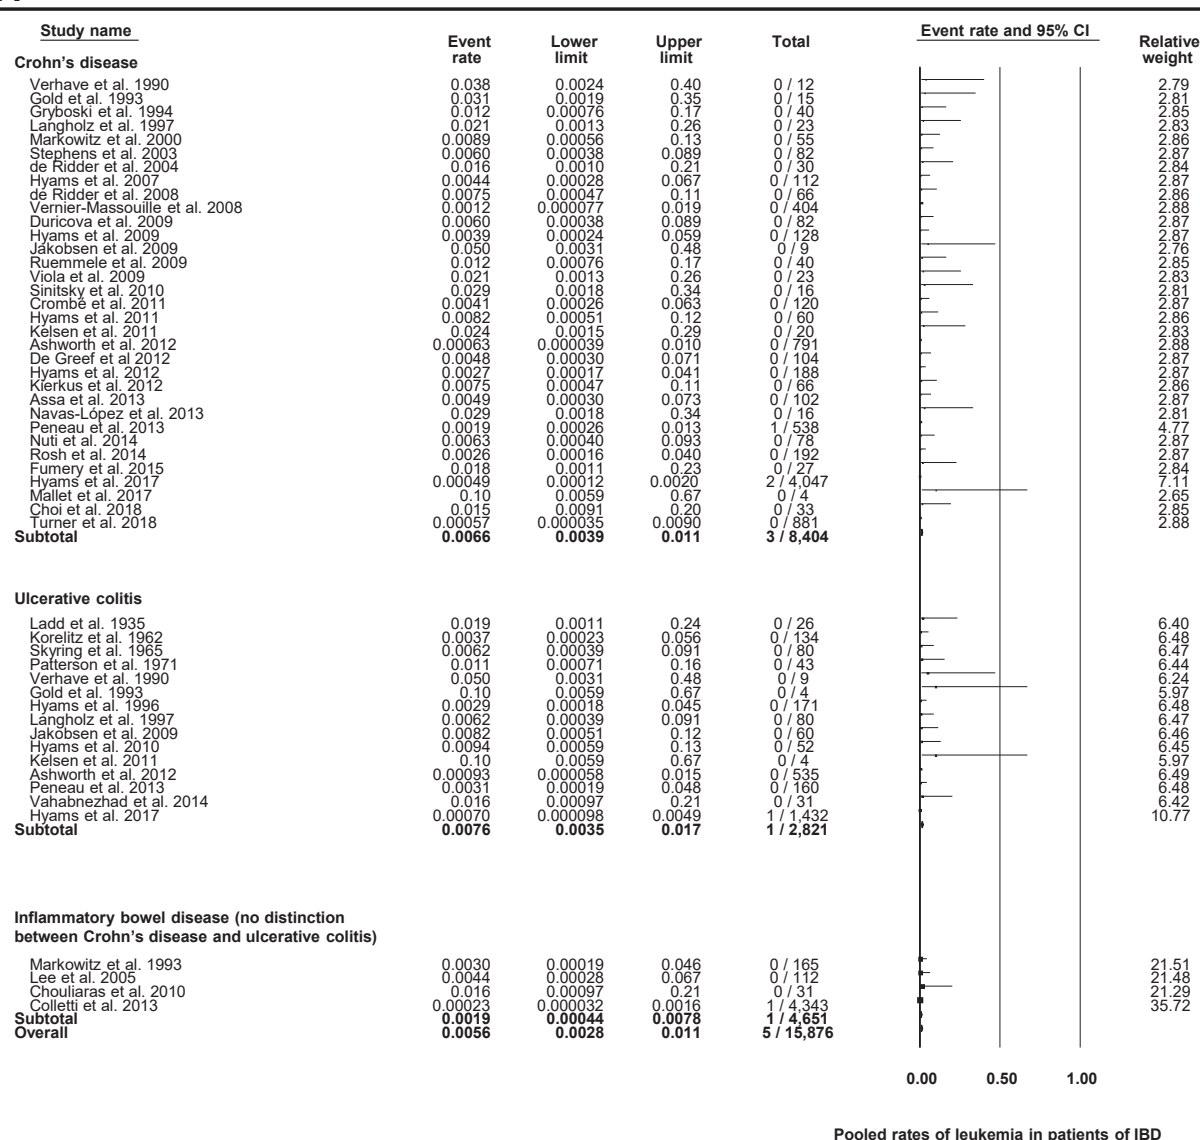 Study name Event rate Lower limit Upper limit Total Event rate and 95% CI Relative weight
Crohn's disease
Verhave et al. 1990 0.038 0.0024 0.40 0 / 12 2.79
Gold et al. 1993 0.031 0.0019 0.35 0 / 15 2.81
Gryboski et al. 1994 0.012 0.00076 0.17 0 / 40 2.85
Langholz et al. 1997 0.021 0.0013 0.26 0 / 23 2.83
Markowitz et al. 2000 0.0089 0.00056 0.13 0 / 55 2.86
Stephens et al. 2003 0.0060 0.00038 0.089 0 / 82 2.87
de Ridder et al. 2004 0.016 0.0010 0.21 0 / 30 2.84
Hyams et al. 2007 0.0044 0.00028 0.067 0 / 112 2.87
de Ridder et al. 2008 0.0075 0.00047 0.11 0 / 66 2.86
Vernier-Massouille et al. 2008 0.0012 0.000077 0.019 0 / 404 2.88
Duricova et al. 2009 0.0060 0.00038 0.089 0 / 82 2.87
Hyams et al. 2009 0.0039 0.00024 0.059 0 / 128 2.87
Jakobsen et al. 2009 0.050 0.0031 0.48 0 / 9 2.76
Ruemmele et al. 2009 0.012 0.00076 0.17 0 / 40 2.85
Viola et al. 2009 0.021 0.0013 0.26 0 / 23 2.83
Sinitsky et al. 2010 0.029 0.0018 0.34 0 / 16 2.81
Crombé et al. 2011 0.0041 0.00026 0.063 0 / 120 2.87
Hyams et al. 2011 0.0082 0.00051 0.12 0 / 60 2.86
Kelsen et al. 2011 0.024 0.0015 0.29 0 / 20 2.83
Ashworth et al. 2012 0.00063 0.000039 0.010 0 / 791 2.88
De Greef et al 2012 0.0048 0.00030 0.071 0 / 104 2.87
Hyams et al. 2012 0.0027 0.00017 0.041 0 / 188 2.87
Kierkus et al. 2012 0.0075 0.00047 0.11 0 / 66 2.86
Assa et al. 2013 0.0049 0.00030 0.073 0 / 102 2.87
Navas-López et al. 2013 0.029 0.0018 0.34 0 / 16 2.81
Peneau et al. 2013 0.0019 0.00026 0.013 1 / 538 4.77
Nuti et al. 2014 0.0063 0.00040 0.093 0 / 78 2.87
Rosh et al. 2014 0.0026 0.00016 0.040 0 / 192 2.87
Fumery et al. 2015 0.018 0.0011 0.23 0 / 27 2.84
Hyams et al. 2017 0.00049 0.00012 0.0020 2 / 4,047 7.11
Mallet et al. 2017 0.10 0.0059 0.67 0 / 4 2.65
Choi et al. 2018 0.015 0.0091 0.20 0 / 33 2.85
Turner et al. 2018 0.00057 0.000035 0.0090 0 / 881 2.88
Subtotal 0.0066 0.0039 0.011 3 / 8,404
Ulcerative colitis
Ladd et al. 1935 0.019 0.0011 0.24 0 / 26 6.40
Korelitz et al. 1962 0.0037 0.00023 0.056 0 / 134 6.48
Skyring et al. 1965 0.0062 0.00039 0.091 0 / 80 6.47
Patterson et al. 1971 0.011 0.00071 0.16 0 / 43 6.44
Verhave et al. 1990 0.050 0.0031 0.48 0 / 9 6.24
Gold et al. 1993 0.10 0.0059 0.67 0 / 4 5.97
Hyams et al. 1996 0.0029 0.00018 0.045 0 / 171 6.48
Langholz et al. 1997 0.0062 0.00039 0.091 0 / 80 6.47
Jakobsen et al. 2009 0.0082 0.00051 0.12 0 / 60 6.46
Hyams et al. 2010 0.0094 0.00059 0.13 0 / 52 6.45
Kelsen et al. 2011 0.10 0.0059 0.67 0 / 4 5.97
Ashworth et al. 2012 0.00093 0.000058 0.015 0 / 535 6.49
Peneau et al. 2013 0.0031 0.00019 0.048 0 / 160 6.48
Vahabnezhad et al. 2014 0.016 0.00097 0.21 0 / 31 6.42
Hyams et al. 2017 0.00070 0.000098 0.0049 1 / 1,432 10.77
Subtotal 0.0076 0.0035 0.017 1 / 2,821
Inflammatory bowel disease (no distinction
between Crohn's disease and ulcerative colitis)
Markowitz et al. 1993 0.0030 0.00019 0.046 0 / 165 21.51
Lee et al. 2005 0.0044 0.00028 0.067 0 / 112 21.48
Chouliaras et al. 2010 0.016 0.00097 0.21 0 / 31 21.29
Colletti et al. 2013 0.00023 0.000032 0.0016 1 / 4,343 35.72
Subtotal 0.0019 0.00044 0.0078 1 / 4,651
Overall 0.0056 0.0028 0.011 5 / 15,876
0.00 0.50 1.00
Pooled rates of leukemia in patients of IBD